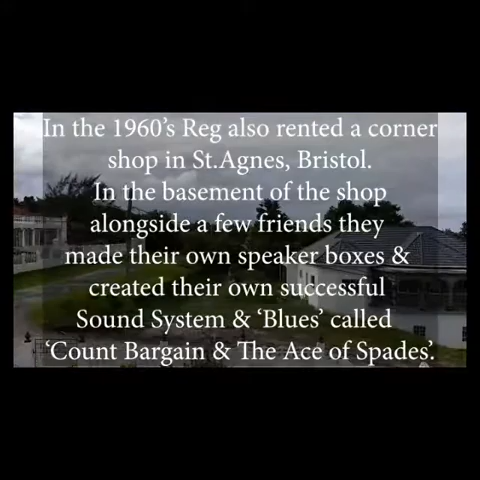 In the 1960's Reg also rented a corner
shop in St.Agnes, Bristol.
In the basement of the shop
alongside a few friends they
made their own speaker boxes &
created their own successful
Sound System & ‘Blues’ called
‘Count Bargain & The Ace of Spades’.